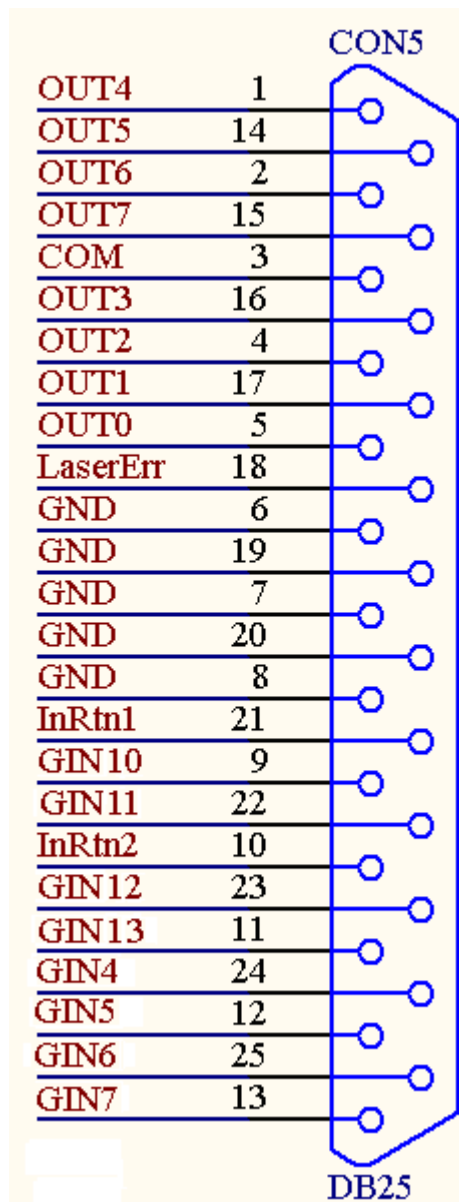 CON5
OUT4 1
OUT5 14
OUT6 2
OUT7 15
COM 3
OUT3 16
OUT2 4
OUT1 17
OUT0 5
LaserErr 18
GND 6
GND 19
GND 7
GND 20
GND 8
InRtn1 21
GIN10 9
GIN11 22
InRtn2 10
GIN12 23
GIN13 11
GIN4 24
GIN5 12
GIN6 25
GIN7 13
DB25